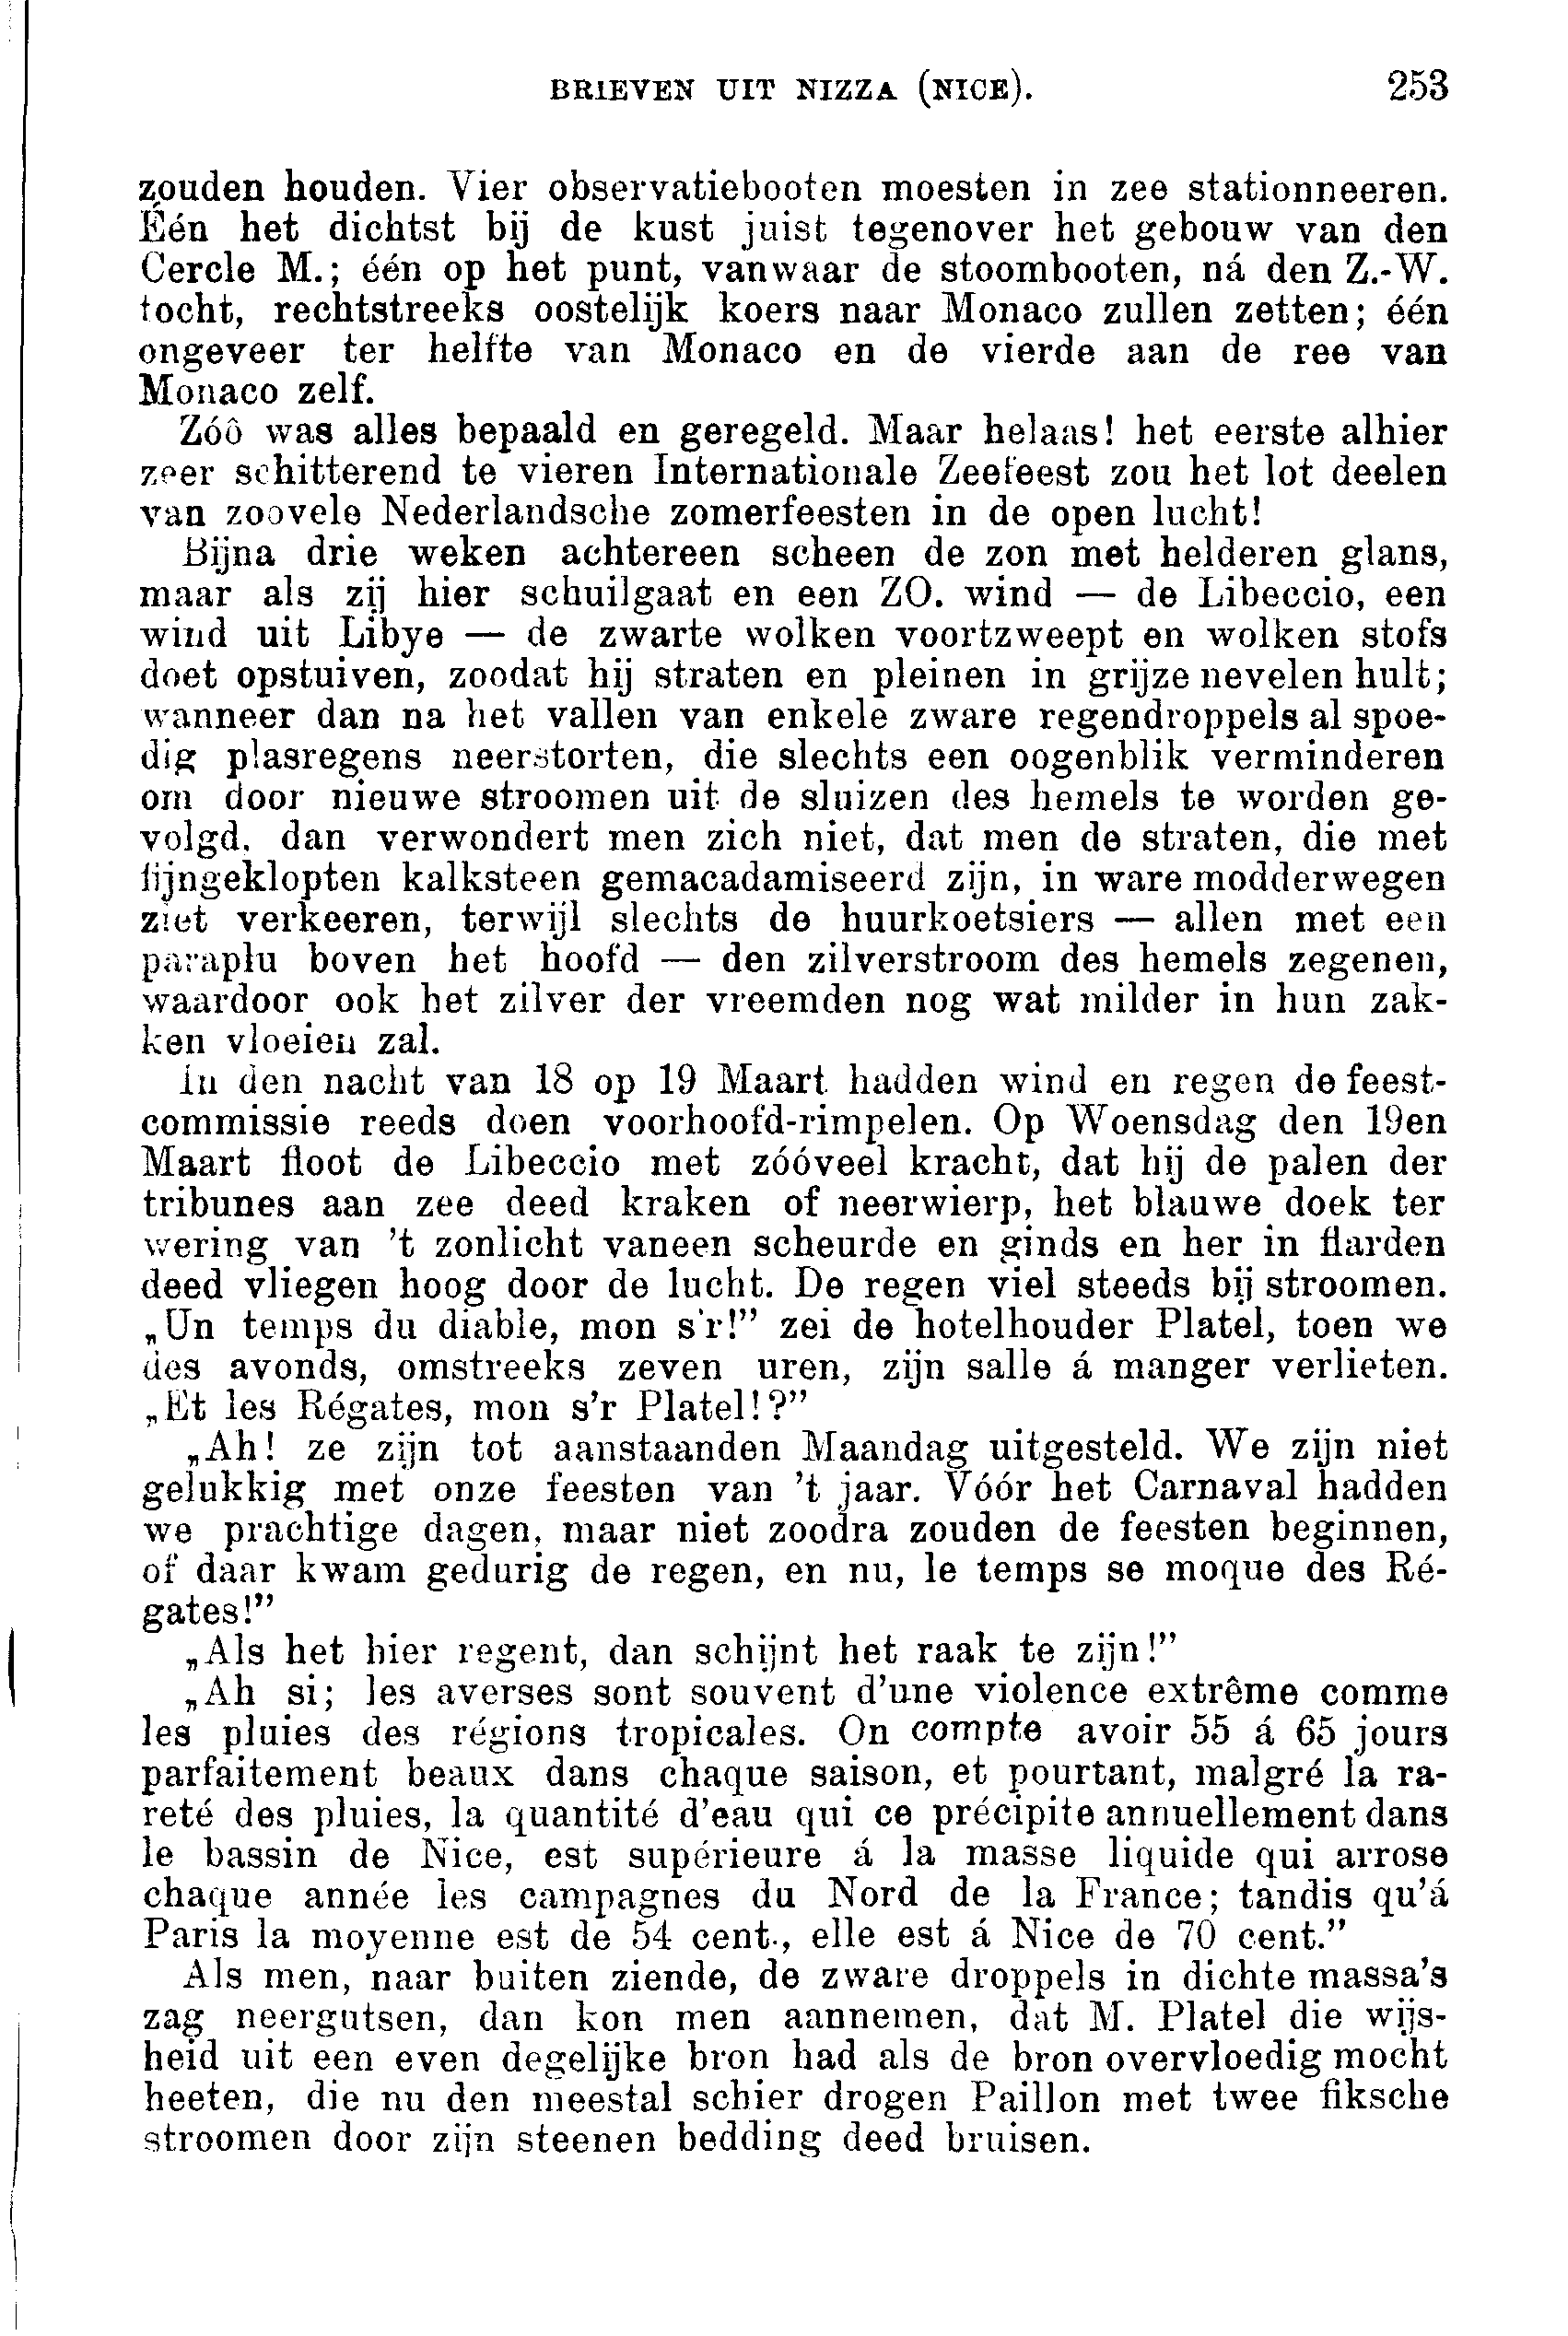 BRIEVEN UIT NIZZA (NICE). 253
zouden houden. Vier observatiebooten moesten in zee stationneeren.
Één het dichtst bij de kust juist tegenover het gebouw van den
Cercle M.; één op het punt, vanwaar de stoombooten, ná den Z.-W.
tocht, rechtstreeks oostelijk koers naar Monaco zullen zetten; één
ongeveer ter helfte van Monaco en de vierde aan de ree van
Monaco zelf.
Zóô was alles bepaald en geregeld. Maar helaas! het eerste alhier
zeer schitterend te vieren Internationale Zeefeest zou het lot deelen
van zoovele Nederlandsche zomerfeesten in de open lucht!
Bijna drie weken achtereen scheen de zon met helderen glans,
maar als zij hier schuilgaat en een ZO. wind — de Libeccio, een
wind uit Libye — de zwarte wolken voortzweept en wolken stofs
doet opstuiven, zoodat hij straten en pleinen in grijze nevelen hult;
wanneer dan na het vallen van enkele zware regendroppels al spoe-
dig plasregens neerstorten, die slechts een oogenblik verminderen
om door nieuwe stroomen uit de sluizen des hemels te worden ge-
volgd, dan verwondert men zich niet, dat men de straten, die met
fijngeklopten kalksteen gemacadamiseerd zijn, in ware modderwegen
ziet verkeeren, terwijl slechts de huurkoetsiers — allen met een
paraplu boven het hoofd — den zilverstroom des hemels zegenen,
waardoor ook het zilver der vreemden nog wat milder in hun zak-
ken vloeien zal.
In den nacht van 18 op 19 Maart hadden wind en regen de feest-
commissie reeds doen voorhoofd-rimpelen. Op Woensdag den 19en
Maart floot de Libeccio met zóóveel kracht, dat hij de palen der
tribunes aan zee deed kraken of neerwierp, het blauwe doek ter
wering van 't zonlicht vaneen scheurde en ginds en her in flarden
deed vliegen hoog door de lucht. De regen viel steeds bij stroomen.
„Un temps du diable, mon s'r!” zei de hotelhouder Platel, toen we
des avonds, omstreeks zeven uren, zijn salle á manger verlieten.
„Et les Régates, mon s'r Platel!?”
„Ah! ze zijn tot aanstaanden Maandag uitgesteld. We zijn niet
gelukkig met onze feesten van 't jaar. Vóór het Carnaval hadden
we prachtige dagen, maar niet zoodra zouden de feesten beginnen,
of daar kwam gedurig de regen, en nu, le temps se moque des Ré-
gates!”
„Als het hier regent, dan schijnt het raak te zijn!”
„Ah si; les averses sont souvent d'une violence extrême comme
les pluies des régions tropicales. On compte avoir 55 á 65 jours
parfaitement beaux dans chaque saison, et pourtant, malgré la ra-
reté des pluies, la quantité d'eau qui ce précipite annuellement dans
le bassin de Nice, est supérieure á la masse liquide qui arrose
chaque année les campagnes du Nord de la France; tandis qu'á
Paris la moyenne est de 54 cent., elle est á Nice de 70 cent.”
Als men, naar buiten ziende, de zware droppels in dichte massa's
zag neergutsen, dan kon men aannemen, dat M. Platel die wijs-
heid uit een even degelijke bron had als de bron overvloedig mocht
heeten, die nu den meestal schier drogen Paillon met twee fiksche
stroomen door zijn steenen bedding deed bruisen.